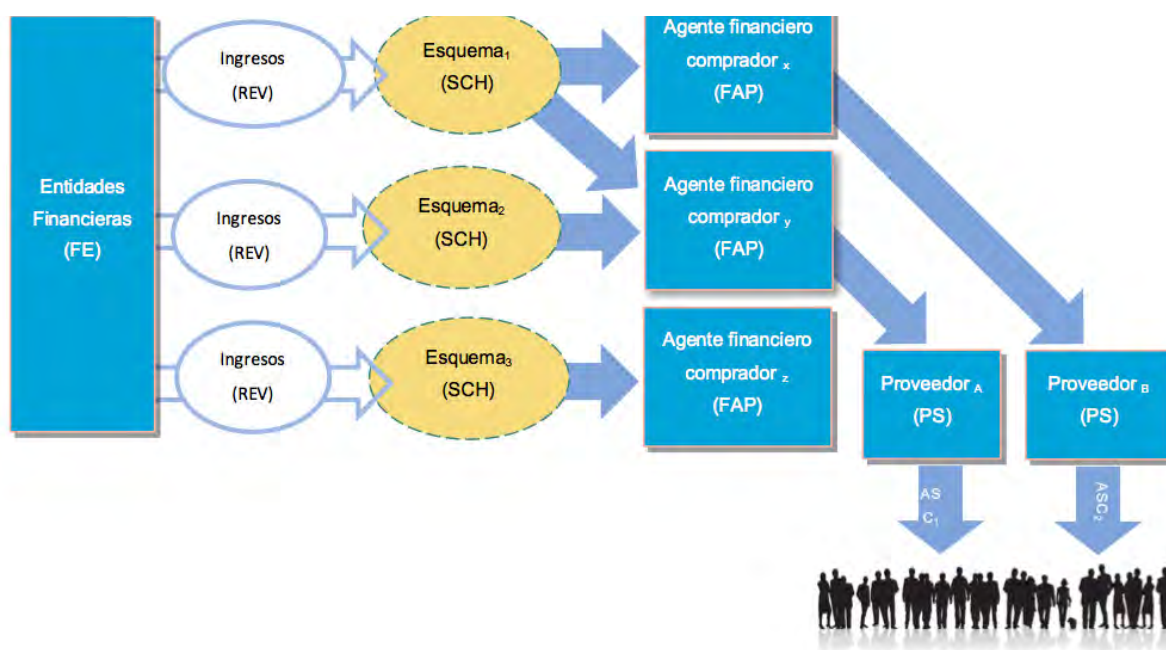 Entidades
Financieras
(FE)
Ingresos
(REV)
Esquema₁
(SCH)
Agente financiero
comprador ₓ
(FAP)
Ingresos
(REV)
Esquema₂
(SCH)
Agente financiero
comprador y
(FAP)
Ingresos
(REV)
Esquema₃
(SCH)
Agente financiero
comprador z
(FAP)
Proveedor A
(PS)
Proveedor B
(PS)
AS
C₁
ASC₂